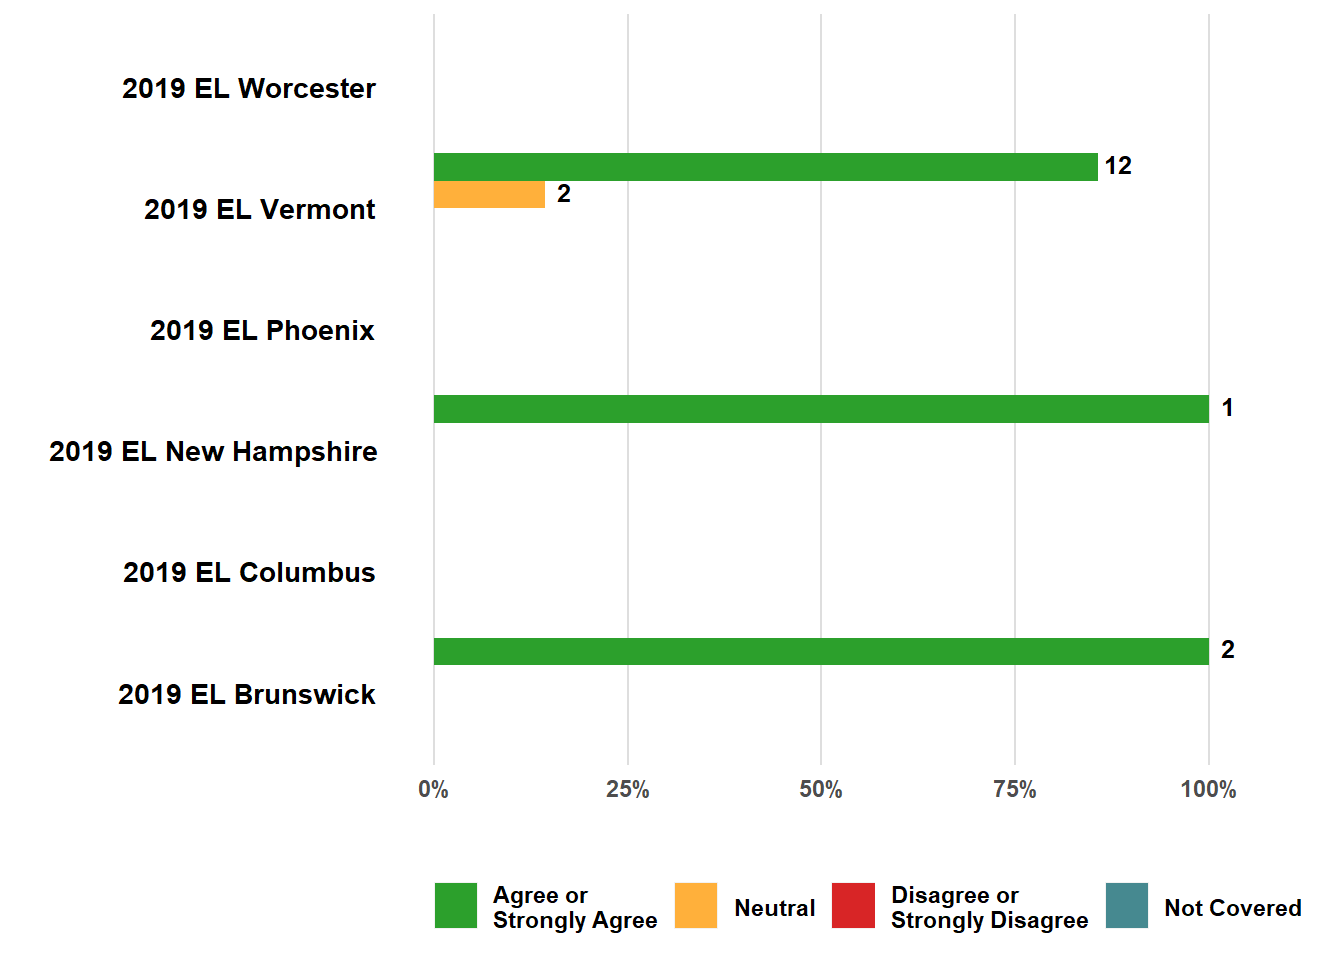 2019 EL Worcester
12
2
2019 EL Vermont
2019 EL Phoenix
1
2019 EL New Hampshire
2019 EL Columbus
2
2019 EL Brunswick
0% 25% 50% 75% 100%
Agree or
Strongly Agree
Neutral
Disagree or
Strongly Disagree
Not Covered